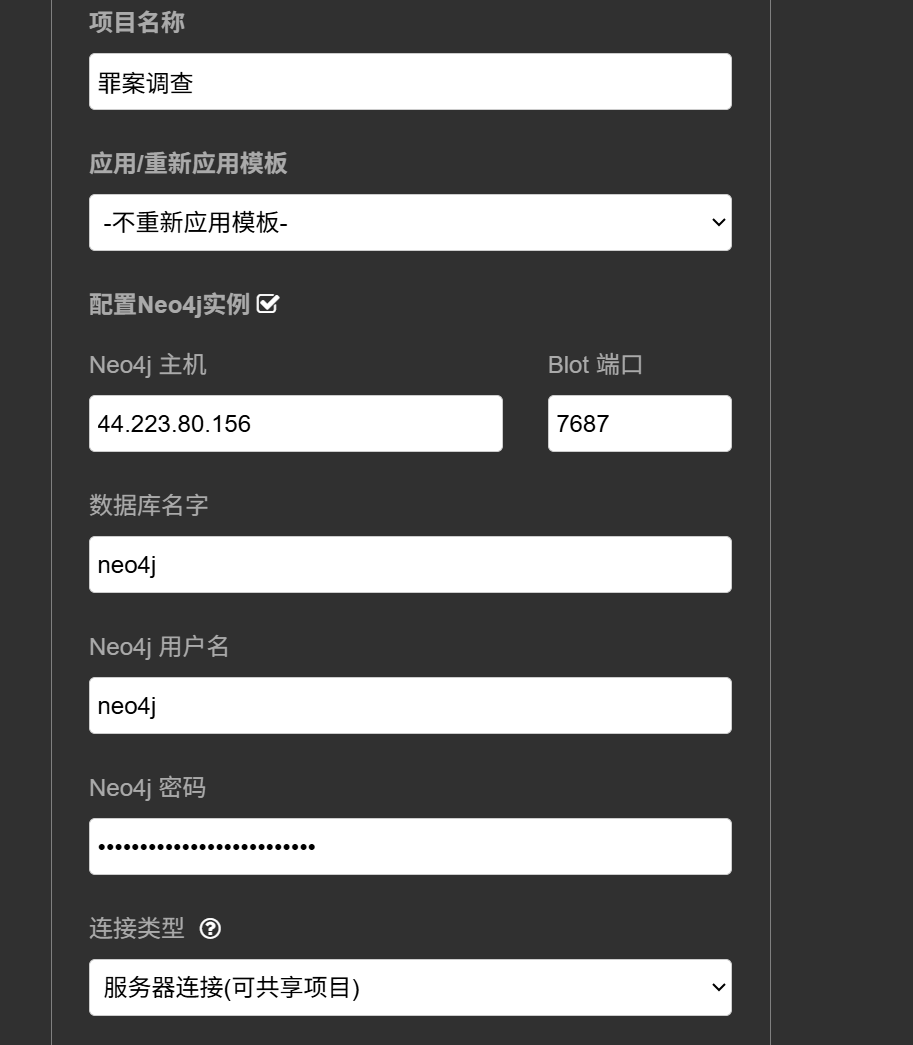 项目名称
罪案调查
应用/重新应用模板
-不重新应用模板-
配置Neo4j实例
Neo4j 主机
Blot 端口
44.223.80.156
7687
数据库名字
neo4j
Neo4j 用户名
neo4j
Neo4j 密码
••••••••••••••••••••••••••
连接类型
服务器连接(可共享项目)